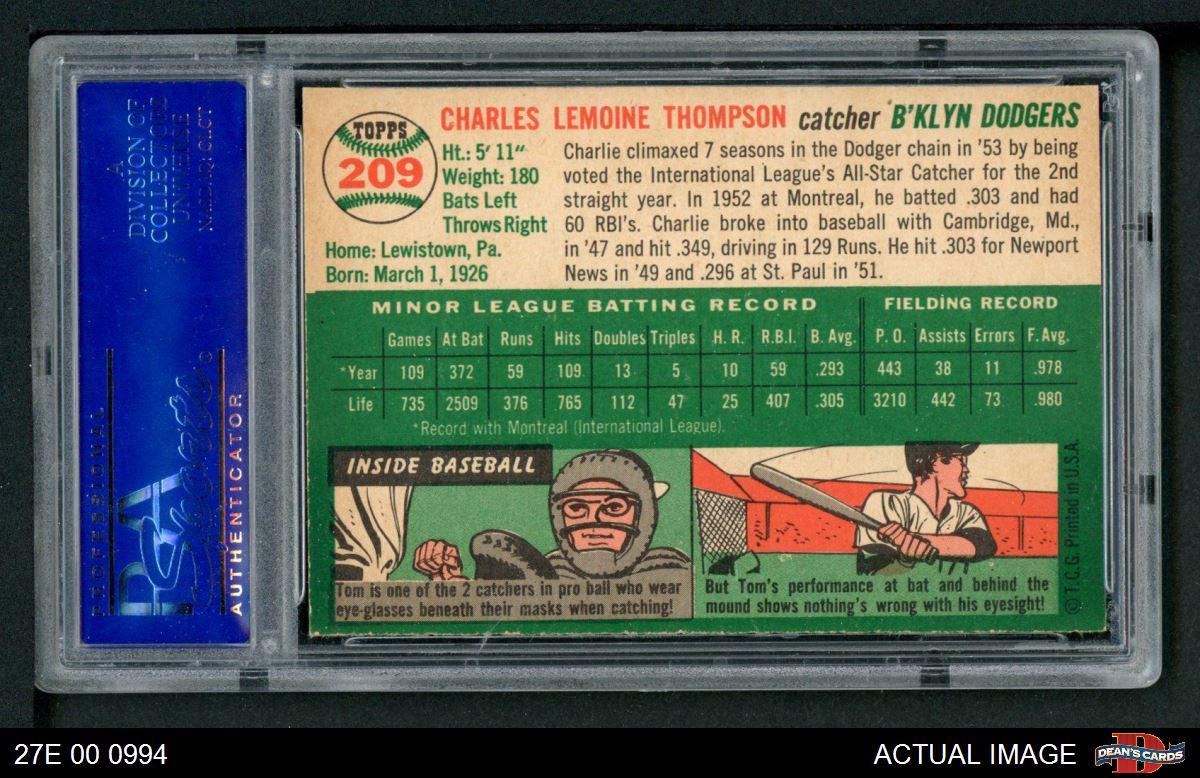 A
DIVISION OF
COLLECTORS
UNIVERSE
NASDAQ: CLCT
PROFESSIONAL
PSA
Sports
AUTHENTICATOR
TOPPS
209
CHARLES LEMOINE THOMPSON catcher B'KLYN DODGERS
Ht.: 5' 11"
Weight: 180
Bats Left
Throws Right
Home: Lewistown, Pa.
Born: March 1, 1926
Charlie climaxed 7 seasons in the Dodger chain in '53 by being
voted the International League's All-Star Catcher for the 2nd
straight year. In 1952 at Montreal, he batted .303 and had
60 RBI's. Charlie broke into baseball with Cambridge, Md.,
in '47 and hit .349, driving in 129 Runs. He hit .303 for Newport
News in '49 and .296 at St. Paul in '51.
MINOR LEAGUE BATTING RECORD FIELDING RECORD
Games At Bat Runs Hits Doubles Triples H. R. R.B.I. B. Avg. P. O. Assists Errors F. Avg.
*Year 109 372 59 109 13 5 10 59 .293 443 38 11 .978
Life 735 2509 376 765 112 47 25 407 .305 3210 442 73 .980
*Record with Montreal (International League).
INSIDE BASEBALL
Tom is one of the 2 catchers in pro ball who wear
eye-glasses beneath their masks when catching!
But Tom's performance at bat and behind the
mound shows nothing's wrong with his eyesight!
© T.C.G. Printed in U.S.A.
27E 00 0994
ACTUAL IMAGE
DEAN'S CARDS